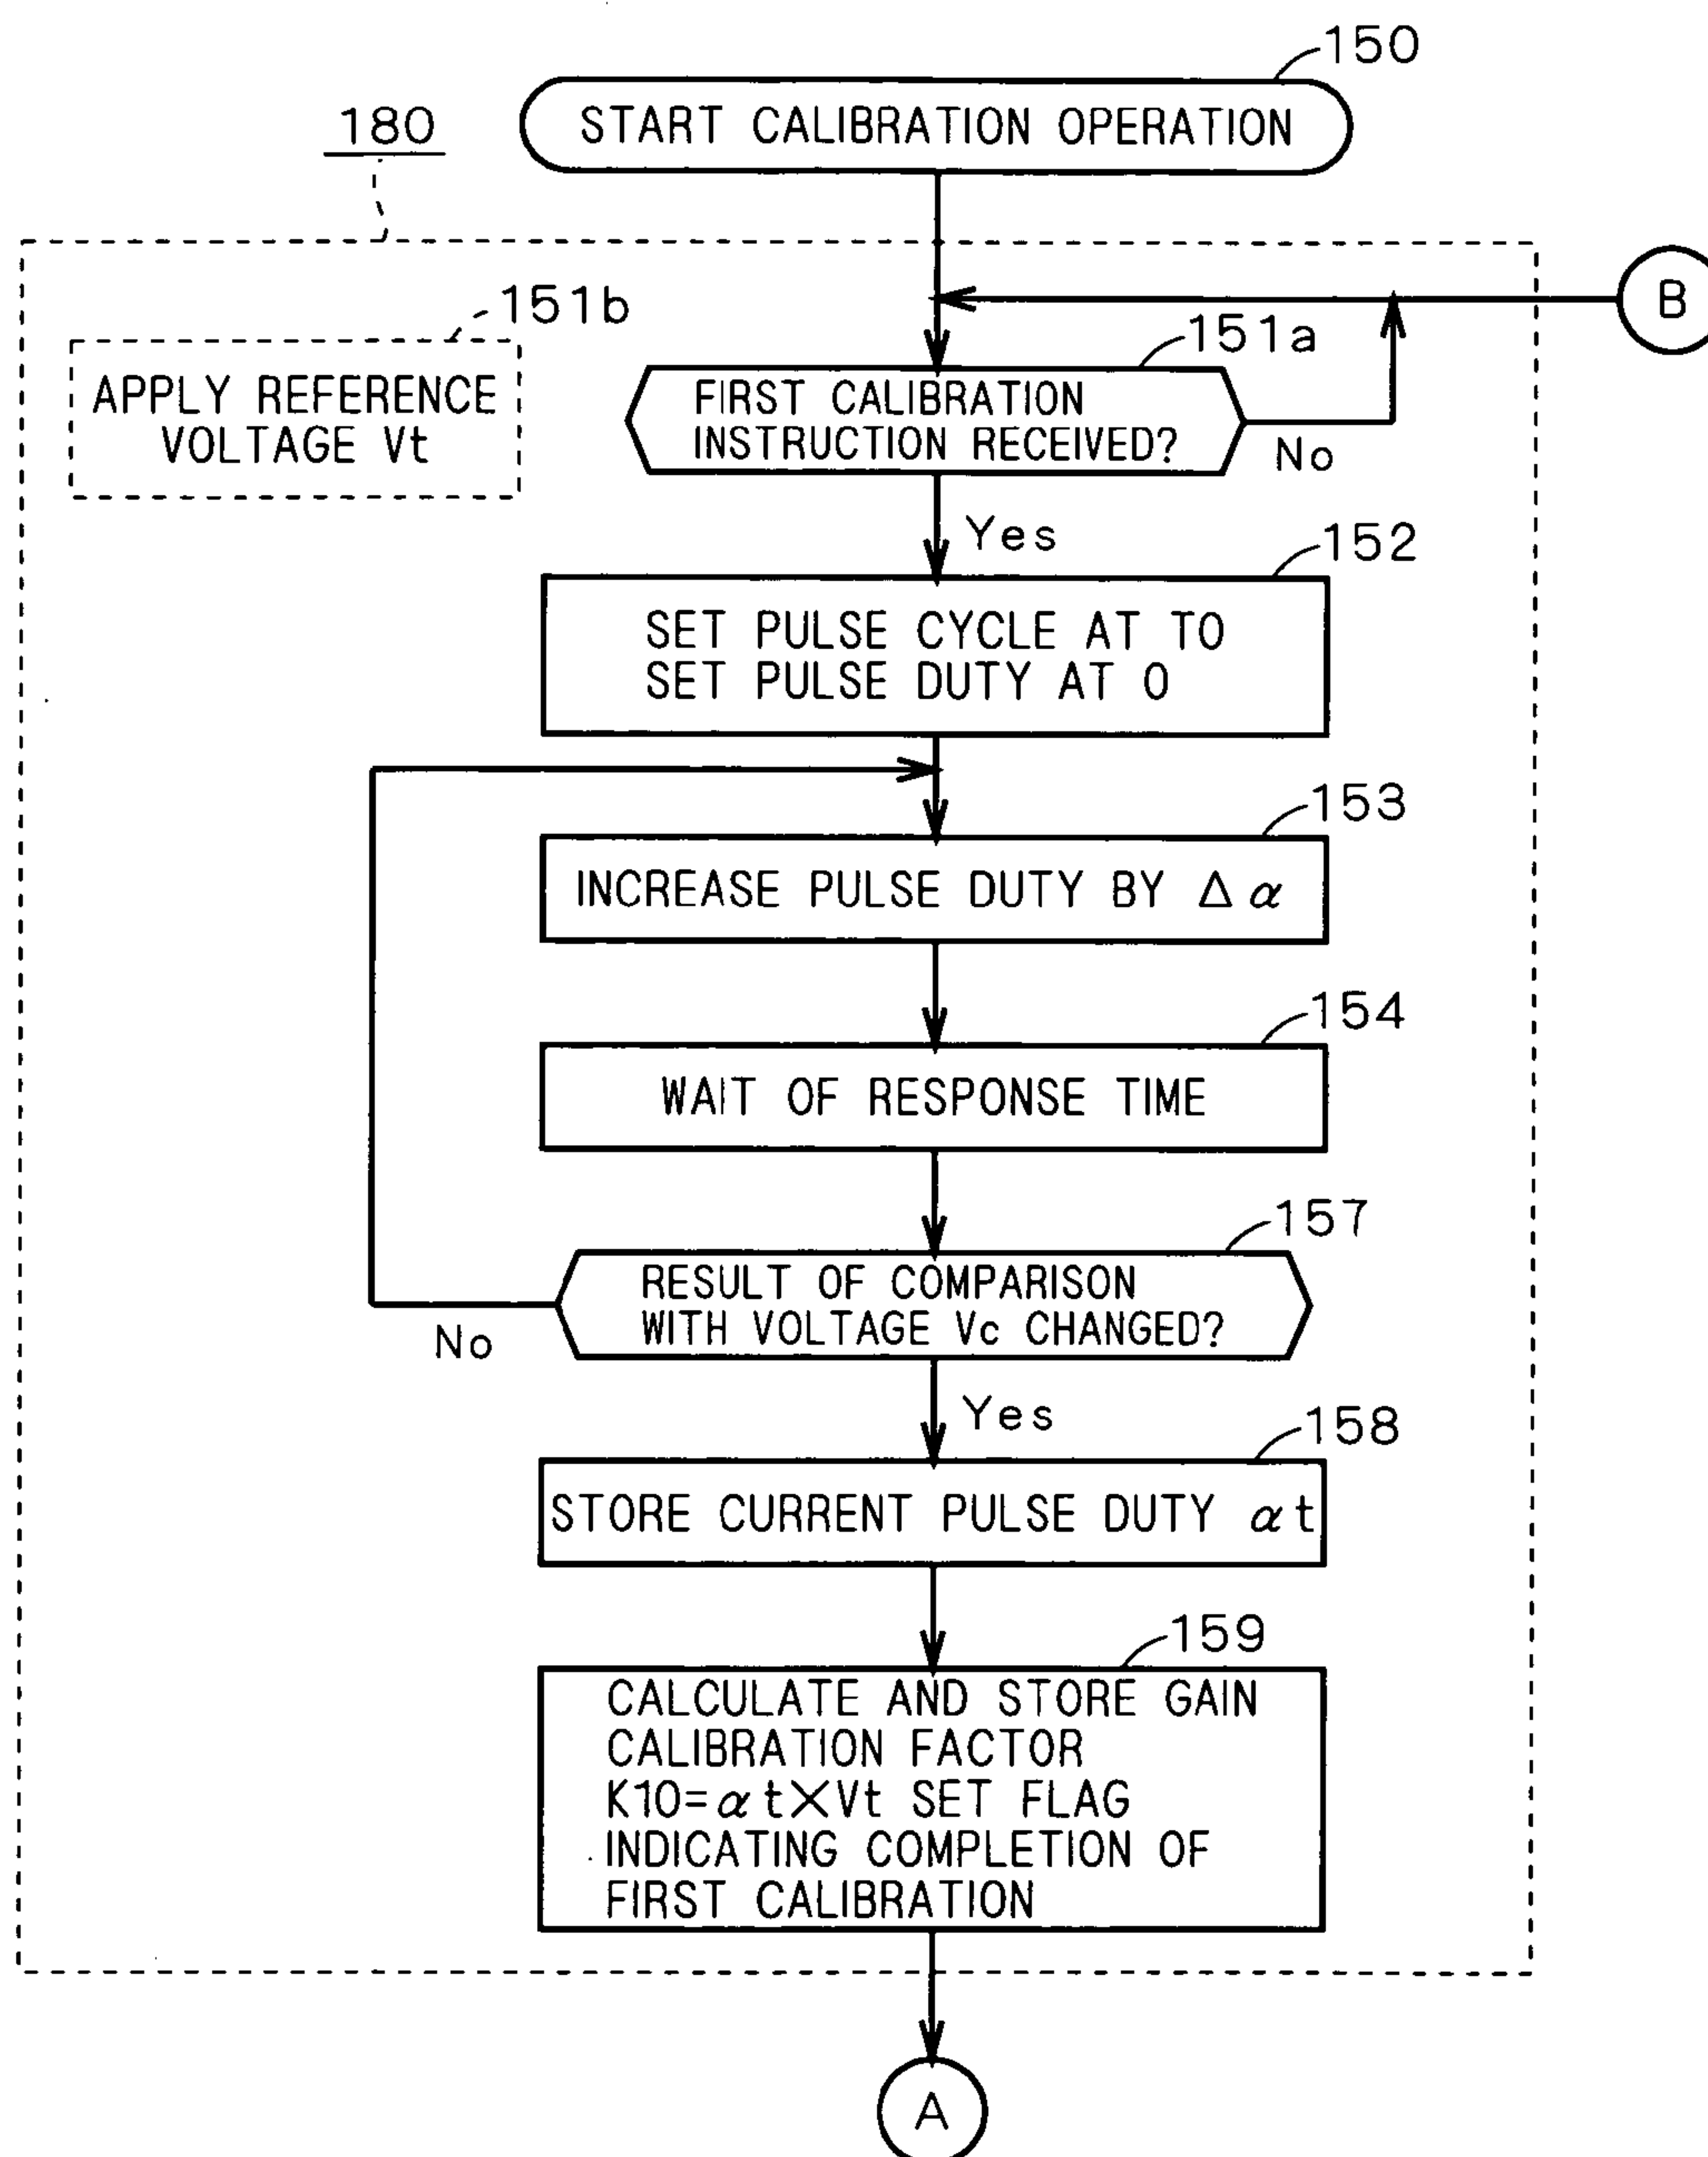 150
START CALIBRATION OPERATION
180
B
151b
151a
APPLY REFERENCE
VOLTAGE Vt
FIRST CALIBRATION
INSTRUCTION RECEIVED?
No
Yes
152
SET PULSE CYCLE AT T0
SET PULSE DUTY AT 0
153
INCREASE PULSE DUTY BY Δα
154
WAIT OF RESPONSE TIME
157
RESULT OF COMPARISON
WITH VOLTAGE Vc CHANGED?
No
Yes
158
STORE CURRENT PULSE DUTY αt
159
CALCULATE AND STORE GAIN
CALIBRATION FACTOR
K10=αt×Vt SET FLAG
INDICATING COMPLETION OF
FIRST CALIBRATION
A